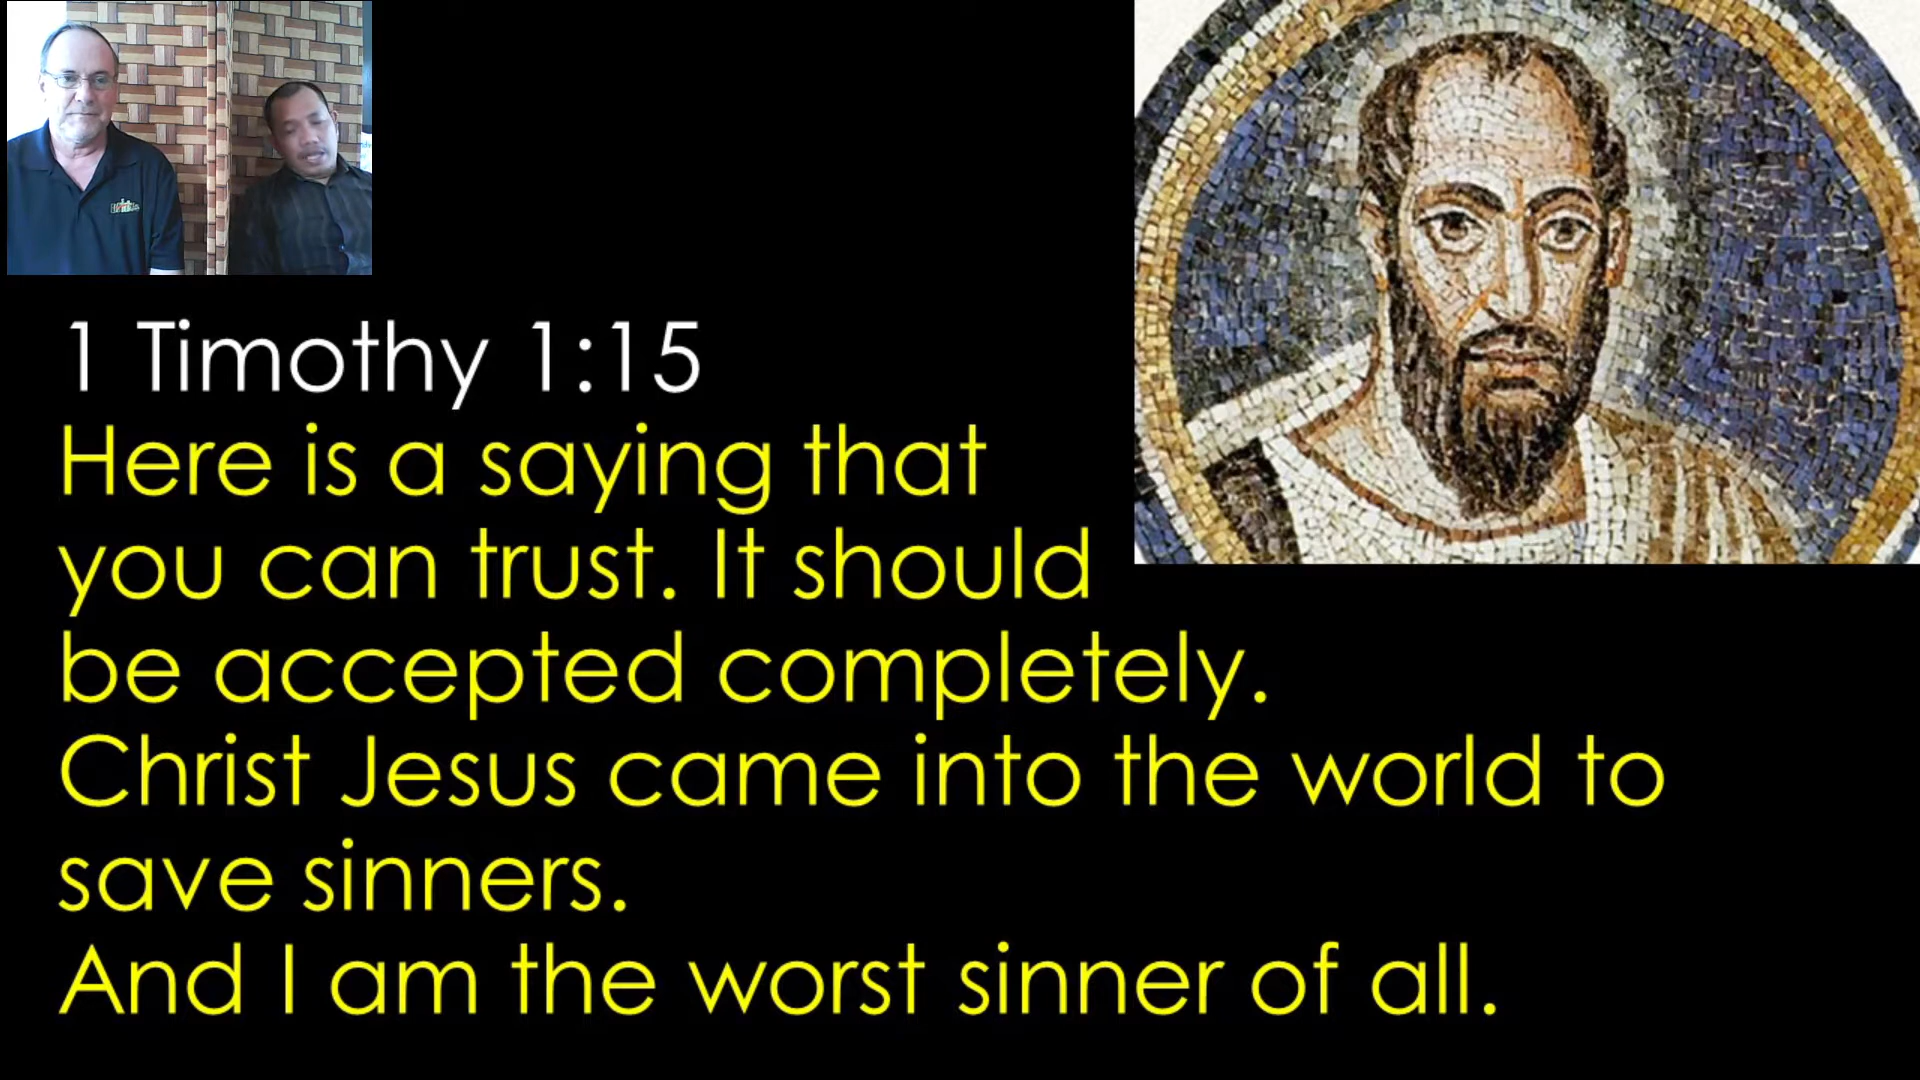 1 Timothy 1:15
Here is a saying that
you can trust. It should
be accepted completely.
Christ Jesus came into the world to
save sinners.
And I am the worst sinner of all.